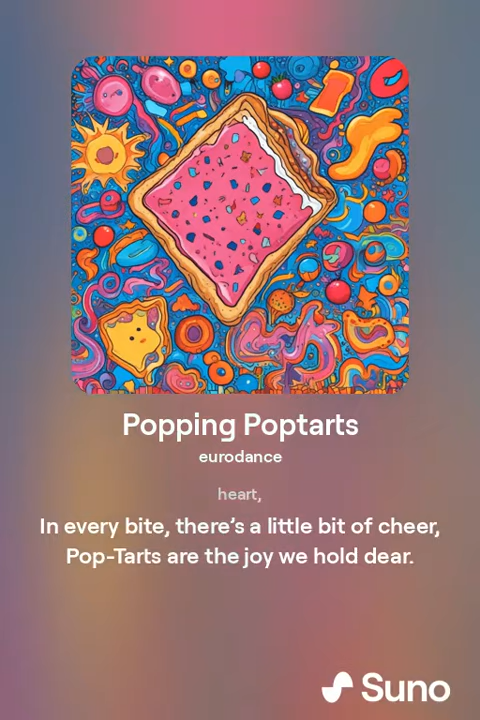 Popping Poptarts
eurodance
heart,
In every bite, there's a little bit of cheer,
Pop-Tarts are the joy we hold dear.
Suno